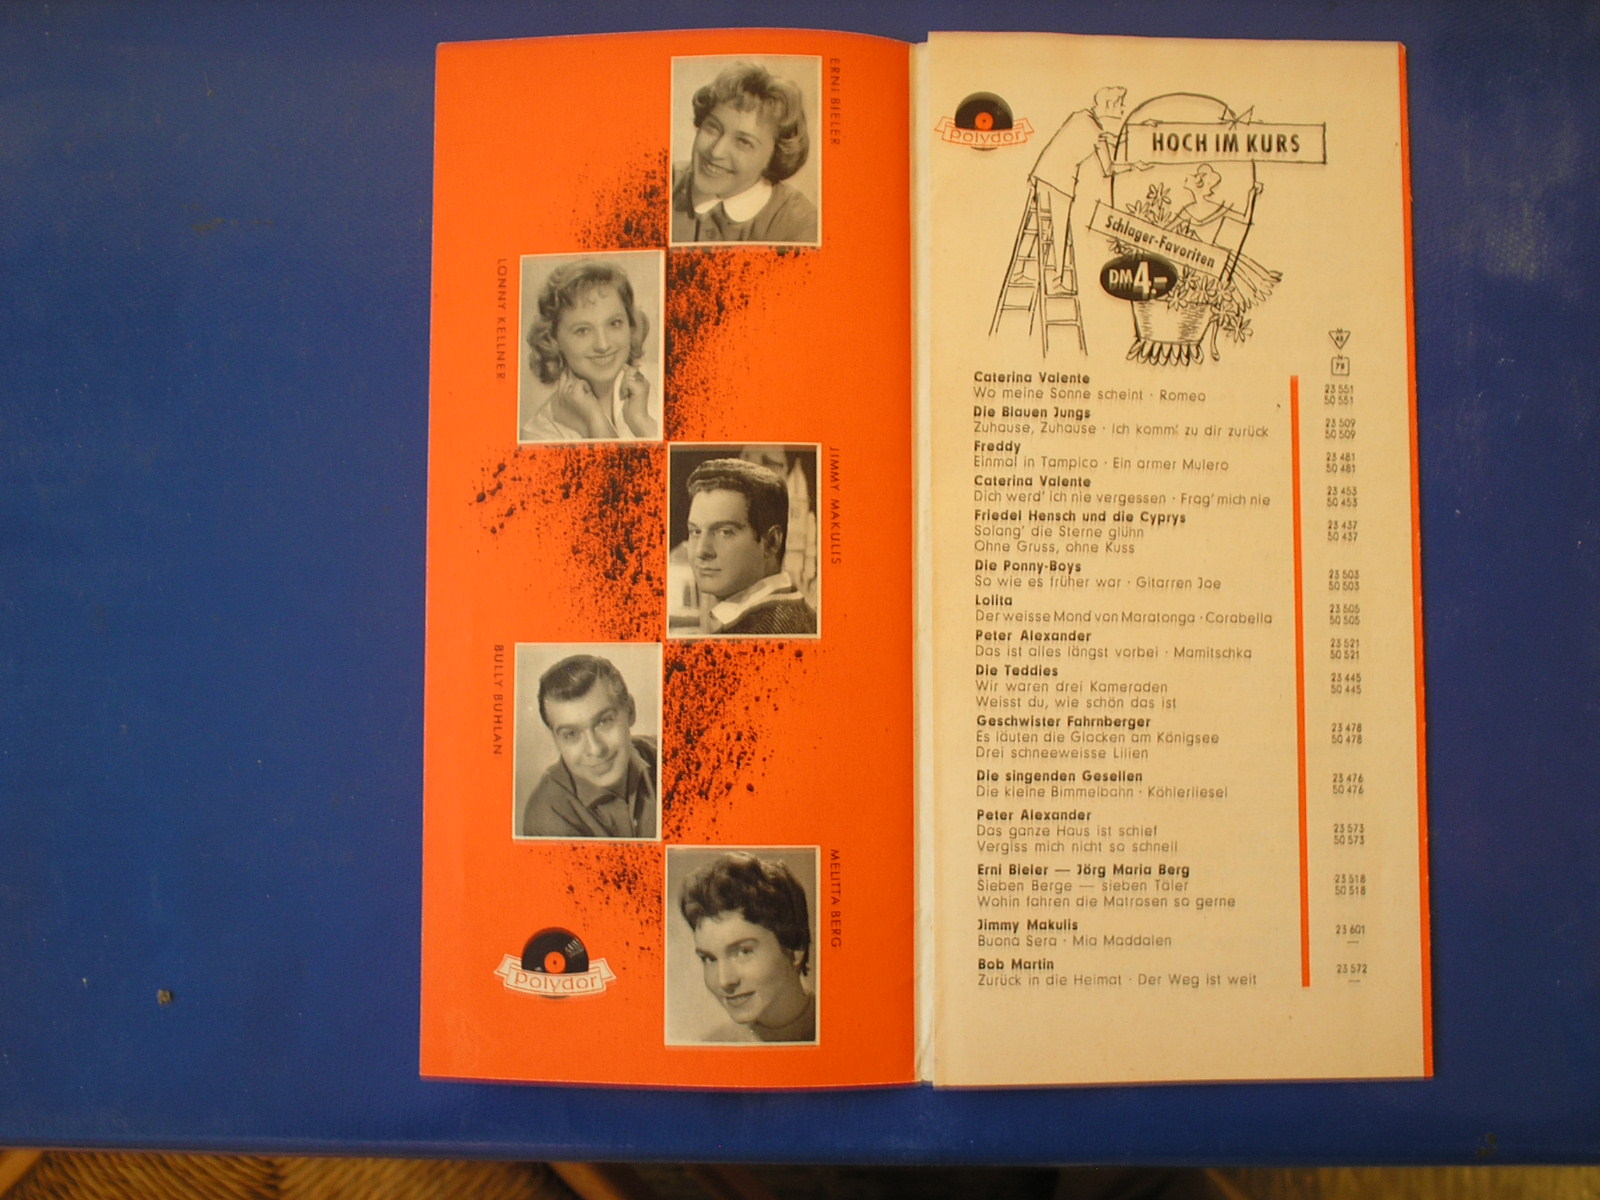 ERNI BIELER
LONNY KELLNER
JIMMY MAKULIS
BULLY BUHLAN
MELITTA BERG
polydor
polydor
HOCH IM KURS
Schlager-Favoriten
DM 4.-
M
45
N
78
Caterina Valente
Wo meine Sonne scheint · Romeo
23 551
50 551
Die Blauen Jungs
Zuhause, Zuhause · Ich komm' zu dir zurück
23 509
50 509
Freddy
Einmal in Tampico · Ein armer Mulero
23 481
50 481
Caterina Valente
Dich werd' ich nie vergessen · Frag' mich nie
23 453
50 453
Friedel Hensch und die Cyprys
Solang' die Sterne glühn
Ohne Gruss, ohne Kuss
23 437
50 437
Die Ponny-Boys
So wie es früher war · Gitarren Joe
23 503
50 503
Lolita
Der weisse Mond von Maratonga · Corabella
23 505
50 505
Peter Alexander
Das ist alles längst vorbei · Mamitschka
23 521
50 521
Die Teddies
Wir waren drei Kameraden
Weisst du, wie schön das ist
23 445
50 445
Geschwister Fahrnberger
Es läuten die Glocken am Königsee
Drei schneeweisse Lilien
23 478
50 478
Die singenden Gesellen
Die kleine Bimmelbahn · Köhlerliesel
23 476
50 476
Peter Alexander
Das ganze Haus ist schief
Vergiss mich nicht so schnell
23 573
50 573
Erni Bieler — Jörg Maria Berg
Sieben Berge — sieben Täler
Wohin fahren die Matrosen so gerne
23 518
50 518
Jimmy Makulis
Buona Sera · Mia Maddalen
23 601
—
Bob Martin
Zurück in die Heimat · Der Weg ist weit
23 572
—